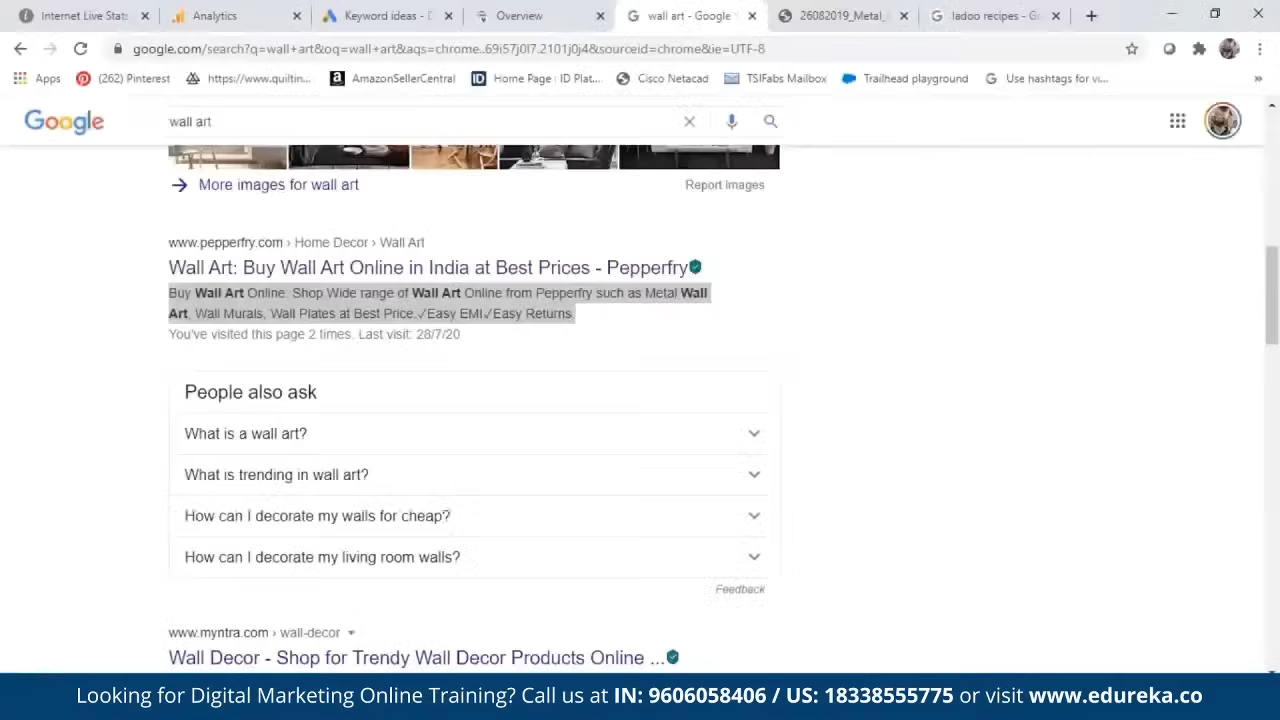 Internet Live Stats
Analytics
Keyword ideas - G
Overview
wall art - Google
26082019_Metal_
ladoo recipes - Go
google.com/search?q=wall+art&oq=wall+art&aqs=chrome..69i57j0l7.2101j0j4&sourceid=chrome&ie=UTF-8
Apps
(262) Pinterest
https://www.quiltin...
AmazonSellerCentral
Home Page | ID Plat...
Cisco Netacad
TSIFabs Mailbox
Trailhead playground
Use hashtags for vi...
Google
wall art
More images for wall art
Report images
www.pepperfry.com › Home Decor › Wall Art
Wall Art: Buy Wall Art Online in India at Best Prices - Pepperfry
Buy Wall Art Online. Shop Wide range of Wall Art Online from Pepperfry such as Metal Wall
Art, Wall Murals, Wall Plates at Best Price.✓Easy EMI✓Easy Returns.
You've visited this page 2 times. Last visit: 28/7/20
People also ask
What is a wall art?
What is trending in wall art?
How can I decorate my walls for cheap?
How can I decorate my living room walls?
Feedback
www.myntra.com › wall-decor
Wall Decor - Shop for Trendy Wall Decor Products Online ...
Looking for Digital Marketing Online Training? Call us at IN: 9606058406 / US: 18338555775 or visit www.edureka.co